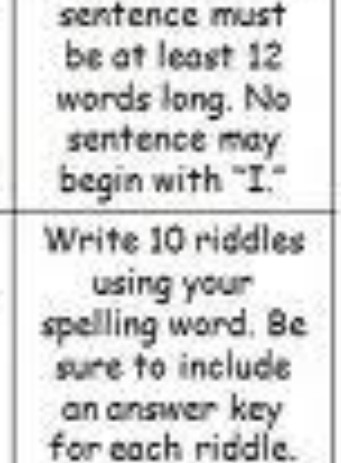 sentence must
be at least 12
words long. No
sentence may
begin with "I."
Write 10 riddles
using your
spelling word. Be
sure to include
an answer key
for each riddle.